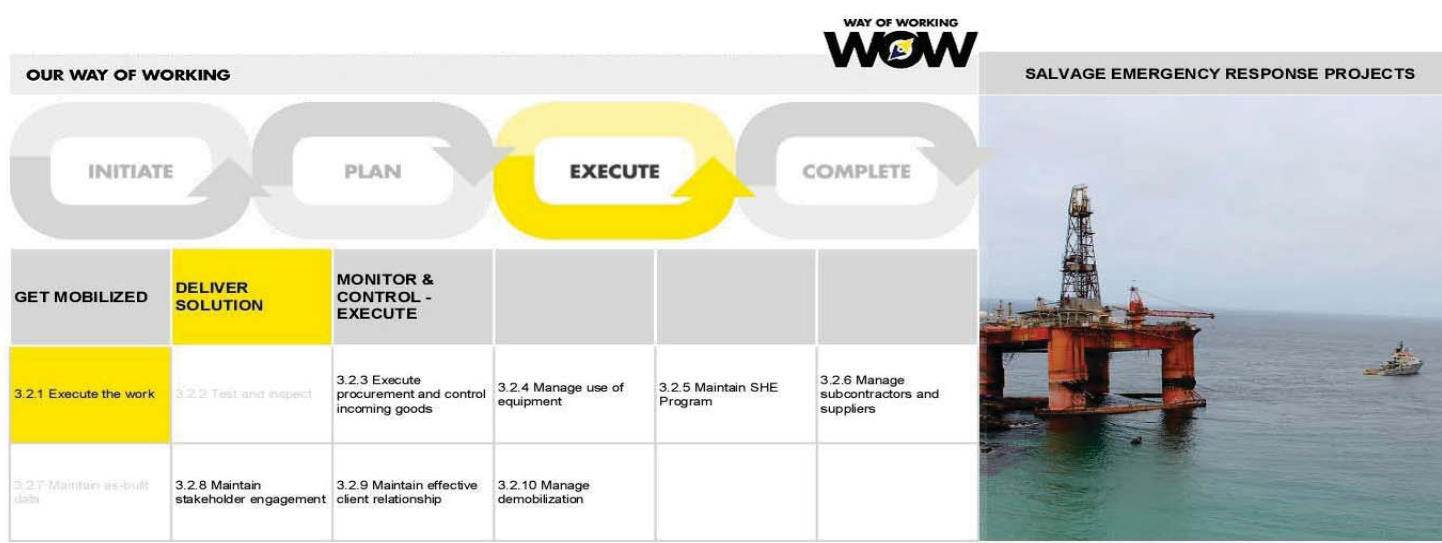 WAY OF WORKING
WOW
OUR WAY OF WORKING
SALVAGE EMERGENCY RESPONSE PROJECTS
INITIATE
PLAN
EXECUTE
COMPLETE
GET MOBILIZED
DELIVER
SOLUTION
MONITOR &
CONTROL -
EXECUTE
3.2.1 Execute the work
3.2.2 Test and inspect
3.2.3 Execute
procurement and control
incoming goods
3.2.4 Manage use of
equipment
3.2.5 Maintain SHE
Program
3.2.6 Manage
subcontractors and
suppliers
3.2.7 Maintain as-built
data
3.2.8 Maintain
stakeholder engagement
3.2.9 Maintain effective
client relationship
3.2.10 Manage
demobilization